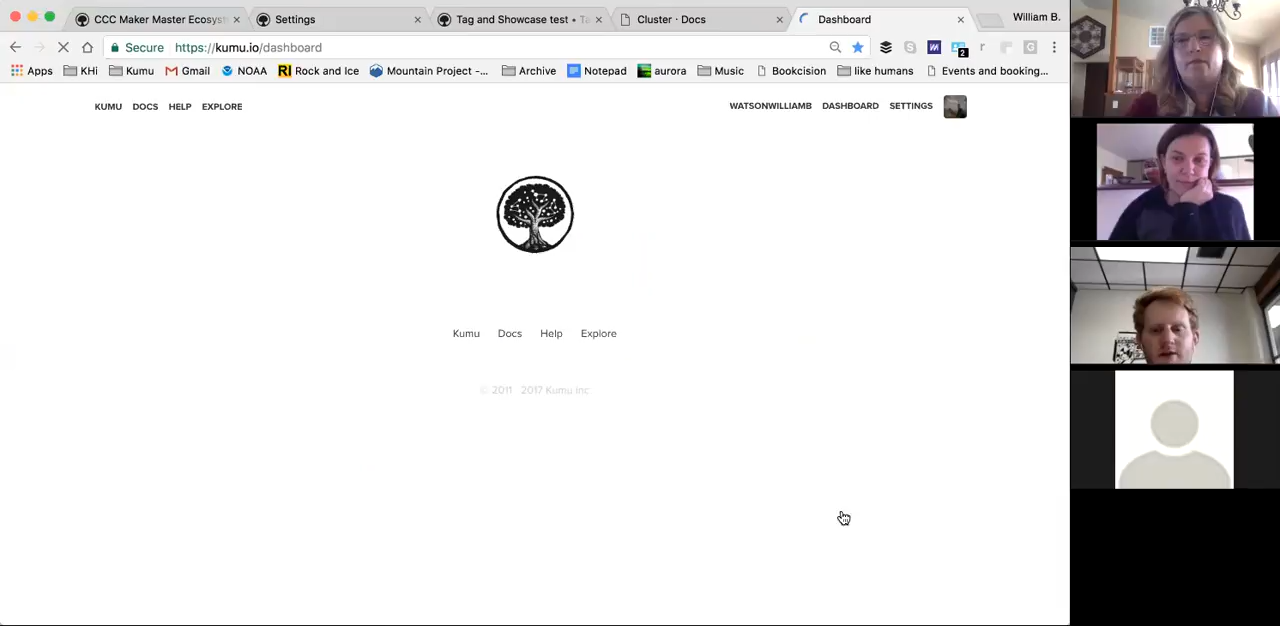 CCC Maker Master Ecosyst
Settings
Tag and Showcase test • Ta
Cluster · Docs
Dashboard
William B.
Secure
https://kumu.io/dashboard
2
Apps
KHi
Kumu
Gmail
NOAA
RI Rock and Ice
Mountain Project -...
Archive
Notepad
aurora
Music
Bookcision
like humans
Events and booking...
KUMU
DOCS
HELP
EXPLORE
WATSONWILLIAMB
DASHBOARD
SETTINGS
Kumu
Docs
Help
Explore
© 2011 2017 Kumu inc